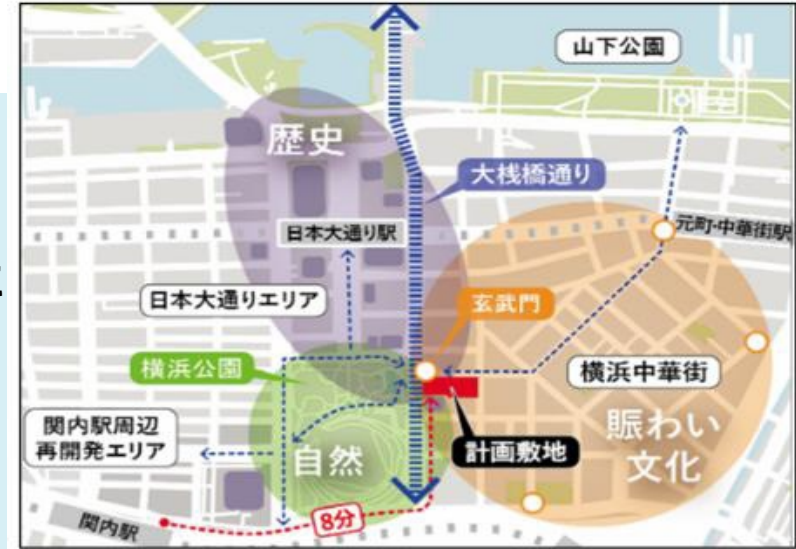 山下公園
歴史
大桟橋通り
元町・中華街駅
日本大通り駅
日本大通りエリア
玄武門
横浜公園
横浜中華街
関内駅周辺
再開発エリア
計画敷地
賑わい
文化
自然
8分
関内駅